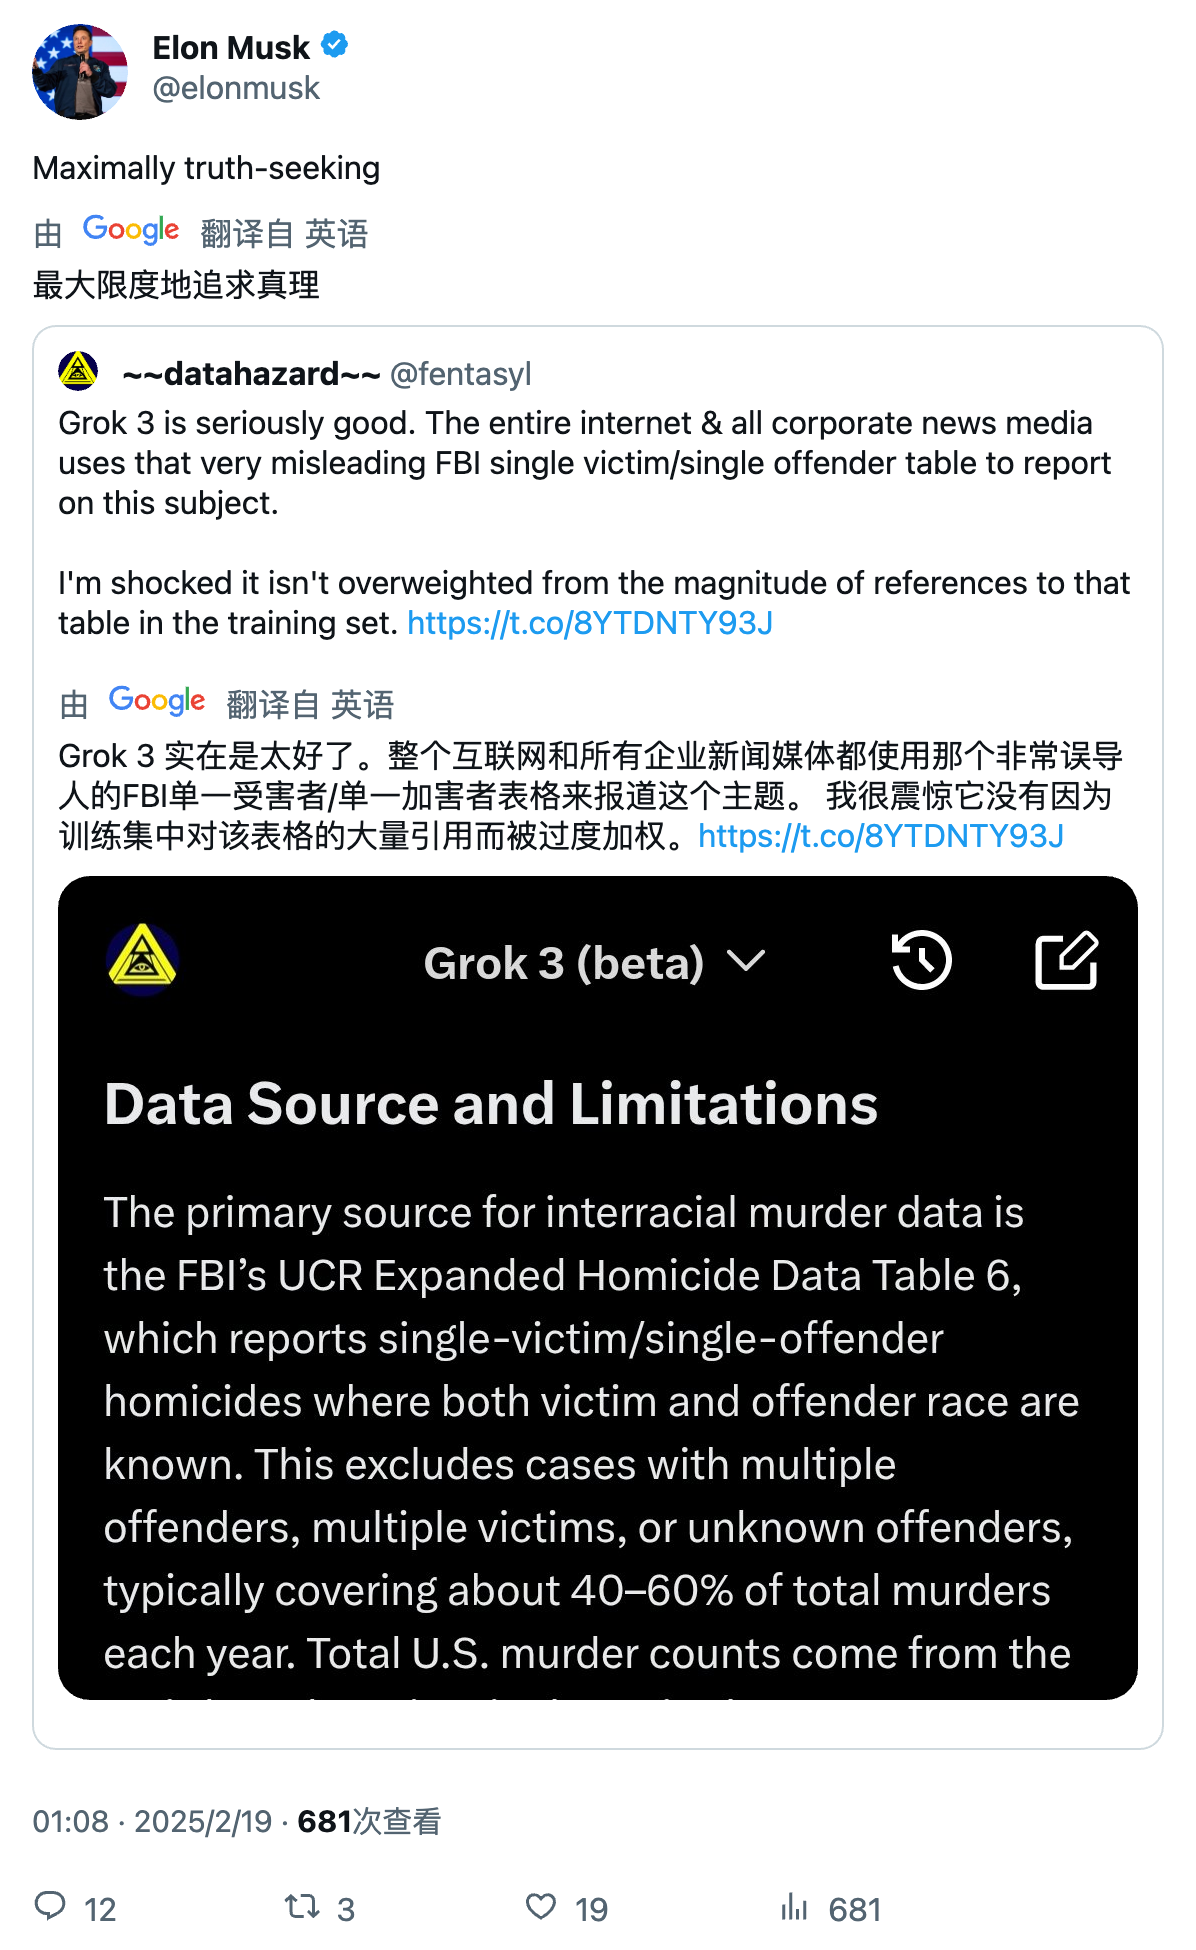 Elon Musk
@elonmusk
Maximally truth-seeking
由 Google 翻译自 英语
最大限度地追求真理
~~datahazard~~ @fentasyl
Grok 3 is seriously good. The entire internet & all corporate news media
uses that very misleading FBI single victim/single offender table to report
on this subject.
I'm shocked it isn't overweighted from the magnitude of references to that
table in the training set. https://t.co/8YTDNTY93J
由 Google 翻译自 英语
Grok 3 实在是太好了。整个互联网和所有企业新闻媒体都使用那个非常误导
人的FBI单一受害者/单一加害者表格来报道这个主题。 我很震惊它没有因为
训练集中对该表格的大量引用而被过度加权。https://t.co/8YTDNTY93J
Grok 3 (beta)
Data Source and Limitations
The primary source for interracial murder data is
the FBI’s UCR Expanded Homicide Data Table 6,
which reports single-victim/single-offender
homicides where both victim and offender race are
known. This excludes cases with multiple
offenders, multiple victims, or unknown offenders,
typically covering about 40–60% of total murders
each year. Total U.S. murder counts come from the
01:08 · 2025/2/19 · 681次查看
12 3 19 681